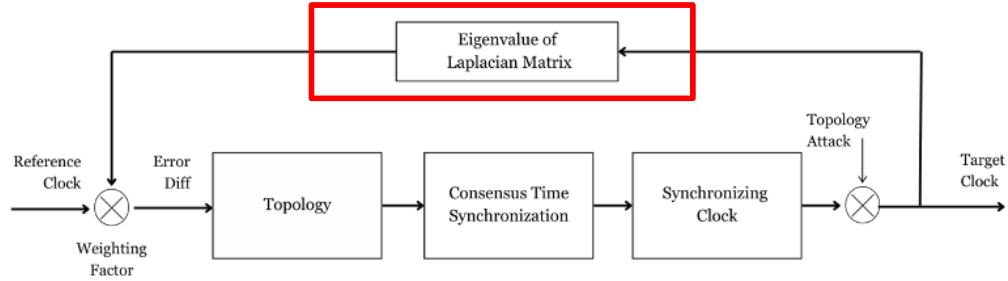 Eigenvalue of
Laplacian Matrix
Topology
Attack
Reference
Clock
Error
Diff
Topology
Consensus Time
Synchronization
Synchronizing
Clock
Target
Clock
Weighting
Factor